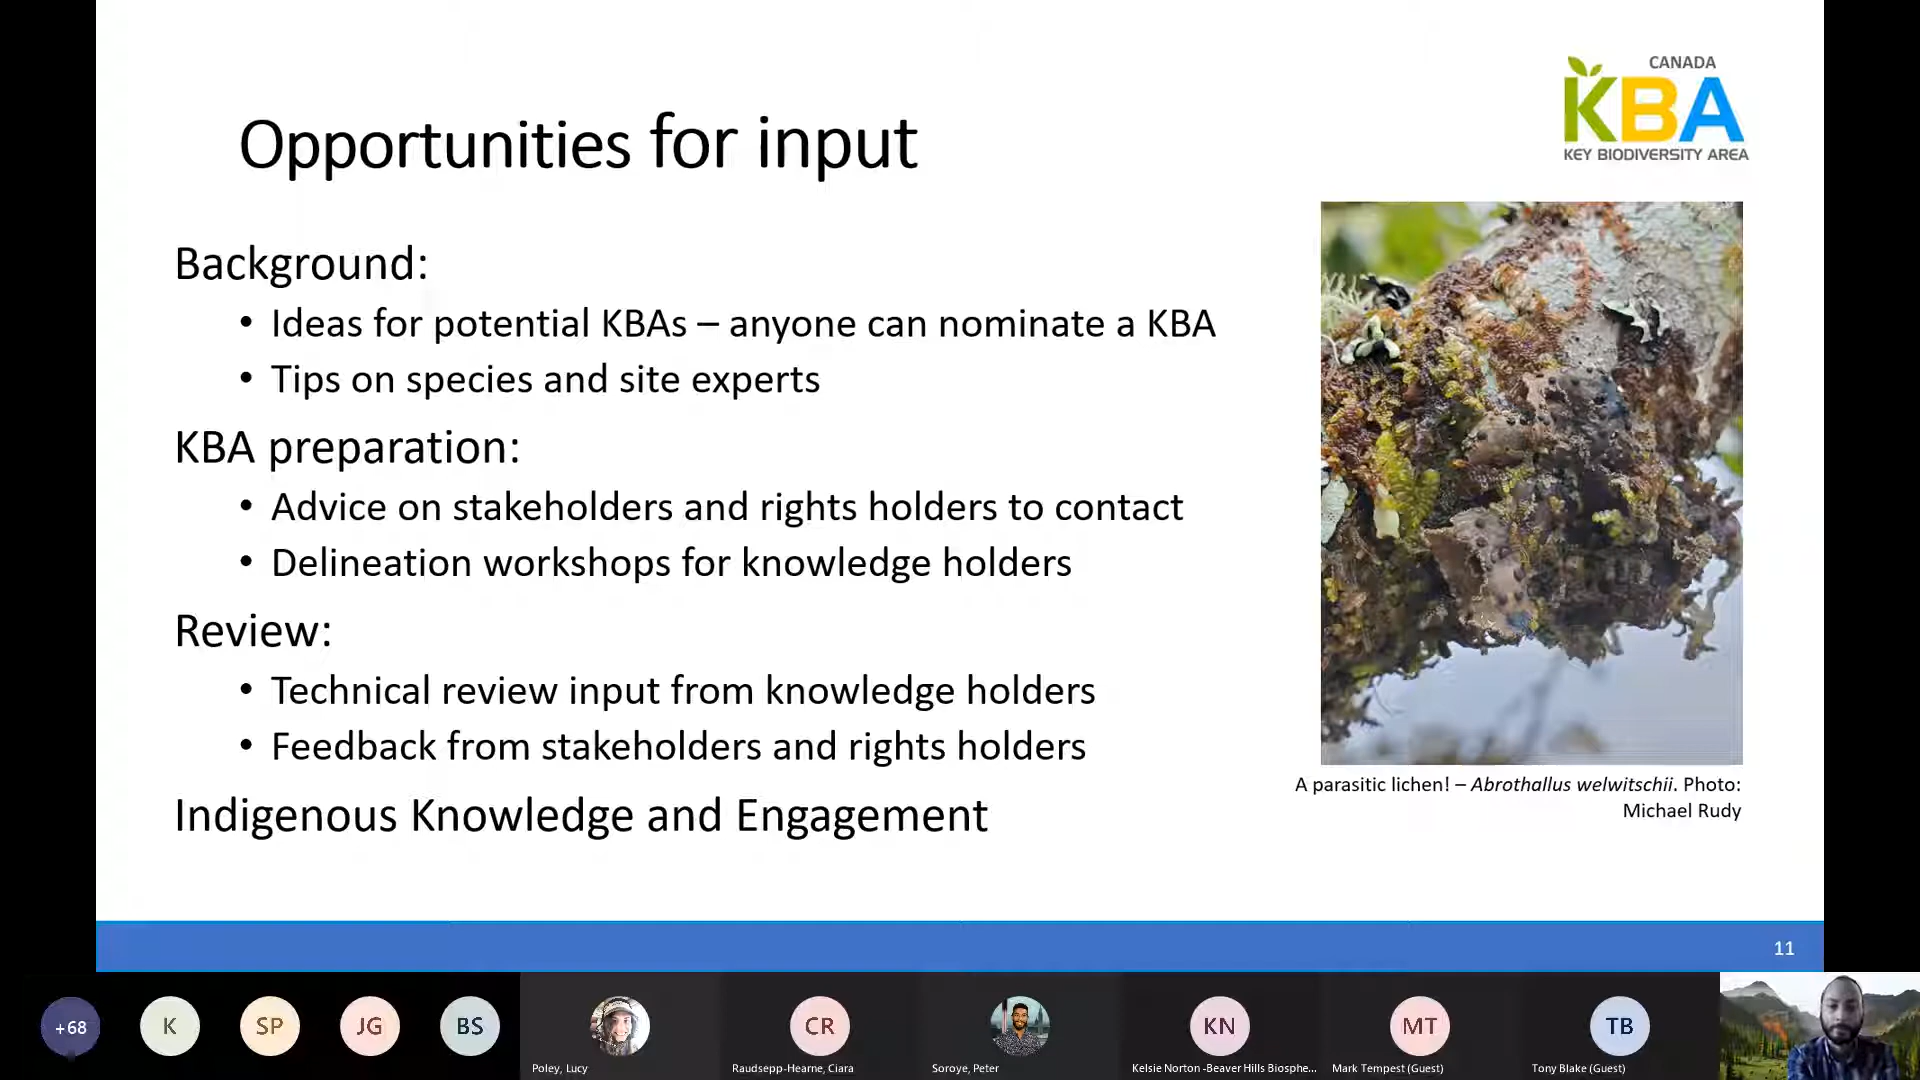 CANADA
KBA
KEY BIODIVERSITY AREA
Opportunities for input
Background:
• Ideas for potential KBAs – anyone can nominate a KBA
• Tips on species and site experts
KBA preparation:
• Advice on stakeholders and rights holders to contact
• Delineation workshops for knowledge holders
Review:
• Technical review input from knowledge holders
• Feedback from stakeholders and rights holders
Indigenous Knowledge and Engagement
A parasitic lichen! – Abrothallus welwitschii. Photo:
Michael Rudy
11
+68
K
SP
JG
BS
CR
KN
MT
TB
Poley, Lucy
Raudsepp-Hearne, Ciara
Soroye, Peter
Kelsie Norton -Beaver Hills Biosphe...
Mark Tempest (Guest)
Tony Blake (Guest)